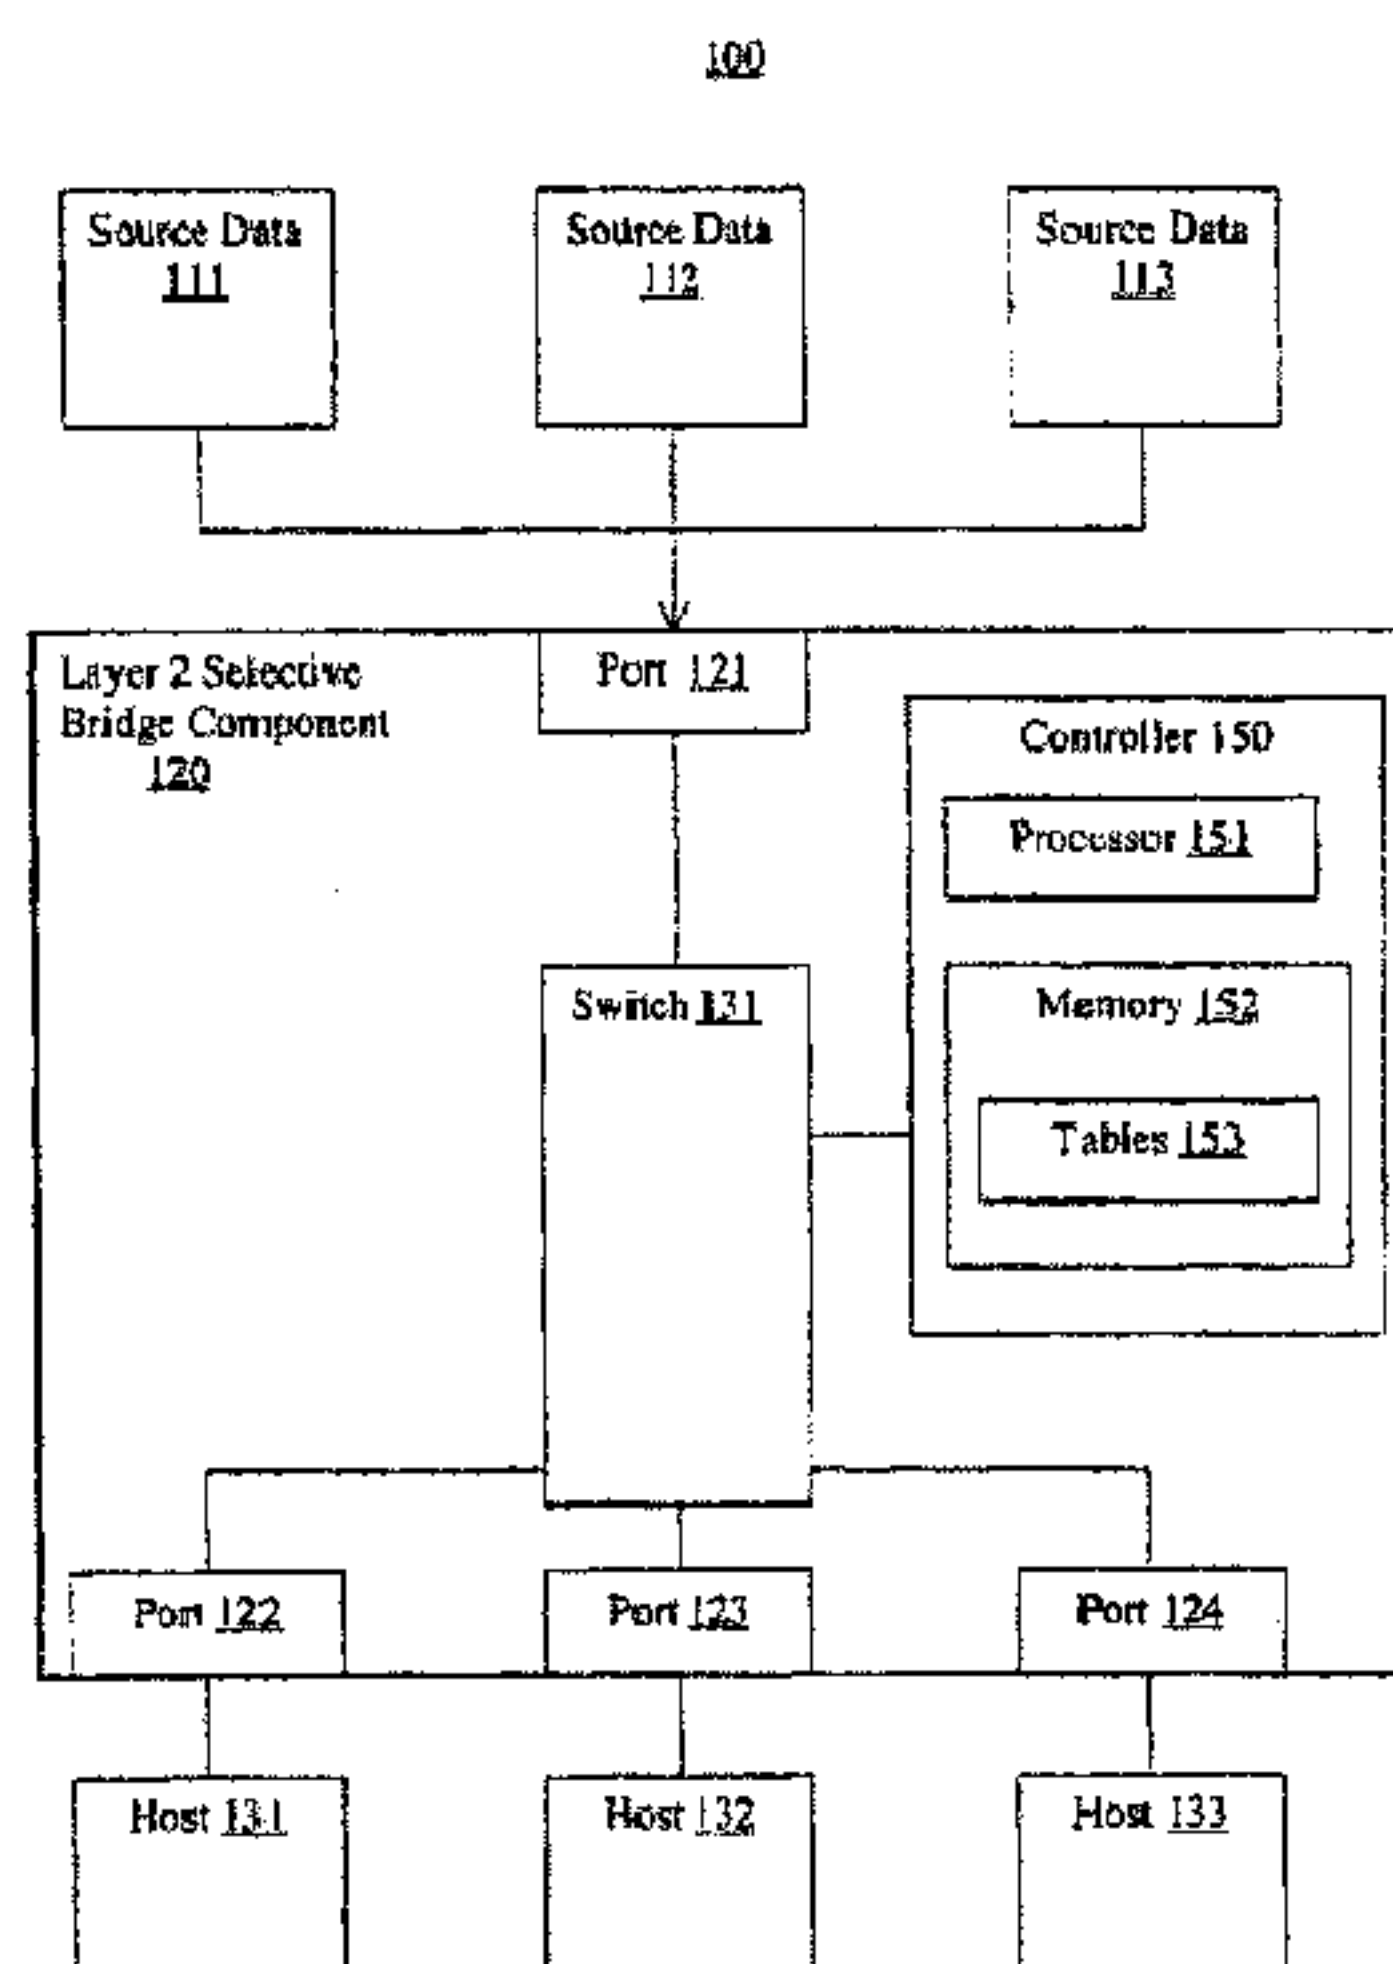 100
Source Data
111
Source Data
112
Source Data
113
Layer 2 Selective
Bridge Component
120
Port 121
Controller 150
Processor 151
Memory 152
Tables 153
Switch 131
Port 122
Port 123
Port 124
Host 131
Host 132
Host 133